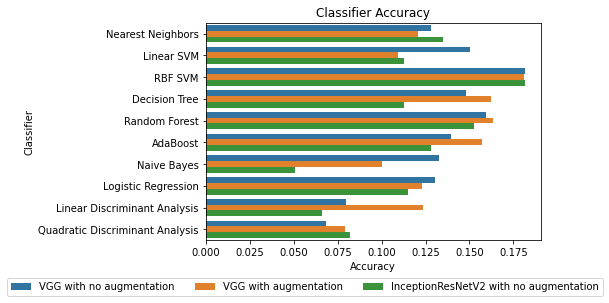 Classifier Accuracy
Classifier
Nearest Neighbors
Linear SVM
RBF SVM
Decision Tree
Random Forest
AdaBoost
Naive Bayes
Logistic Regression
Linear Discriminant Analysis
Quadratic Discriminant Analysis
0.000 0.025 0.050 0.075 0.100 0.125 0.150 0.175
Accuracy
VGG with no augmentation VGG with augmentation InceptionResNetV2 with no augmentation